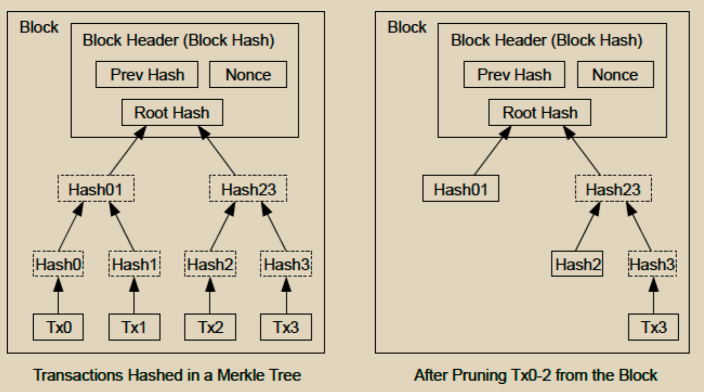 Block
Block Header (Block Hash)
Prev Hash
Nonce
Root Hash
Hash01
Hash23
Hash0
Hash1
Hash2
Hash3
Tx0
Tx1
Tx2
Tx3
Transactions Hashed in a Merkle Tree
Block
Block Header (Block Hash)
Prev Hash
Nonce
Root Hash
Hash01
Hash23
Hash2
Hash3
Tx3
After Pruning Tx0-2 from the Block